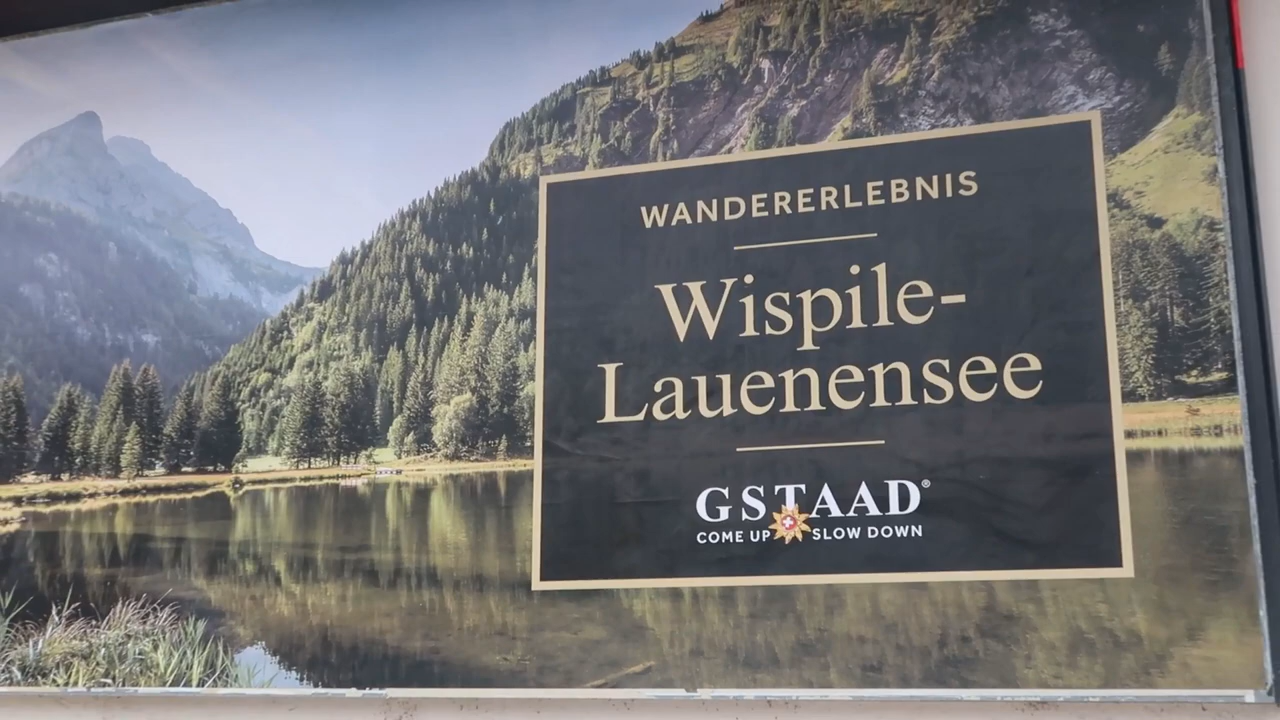 WANDERERLEBNIS
Wispile-
Lauenensee
GSTAAD®
COME UP SLOW DOWN